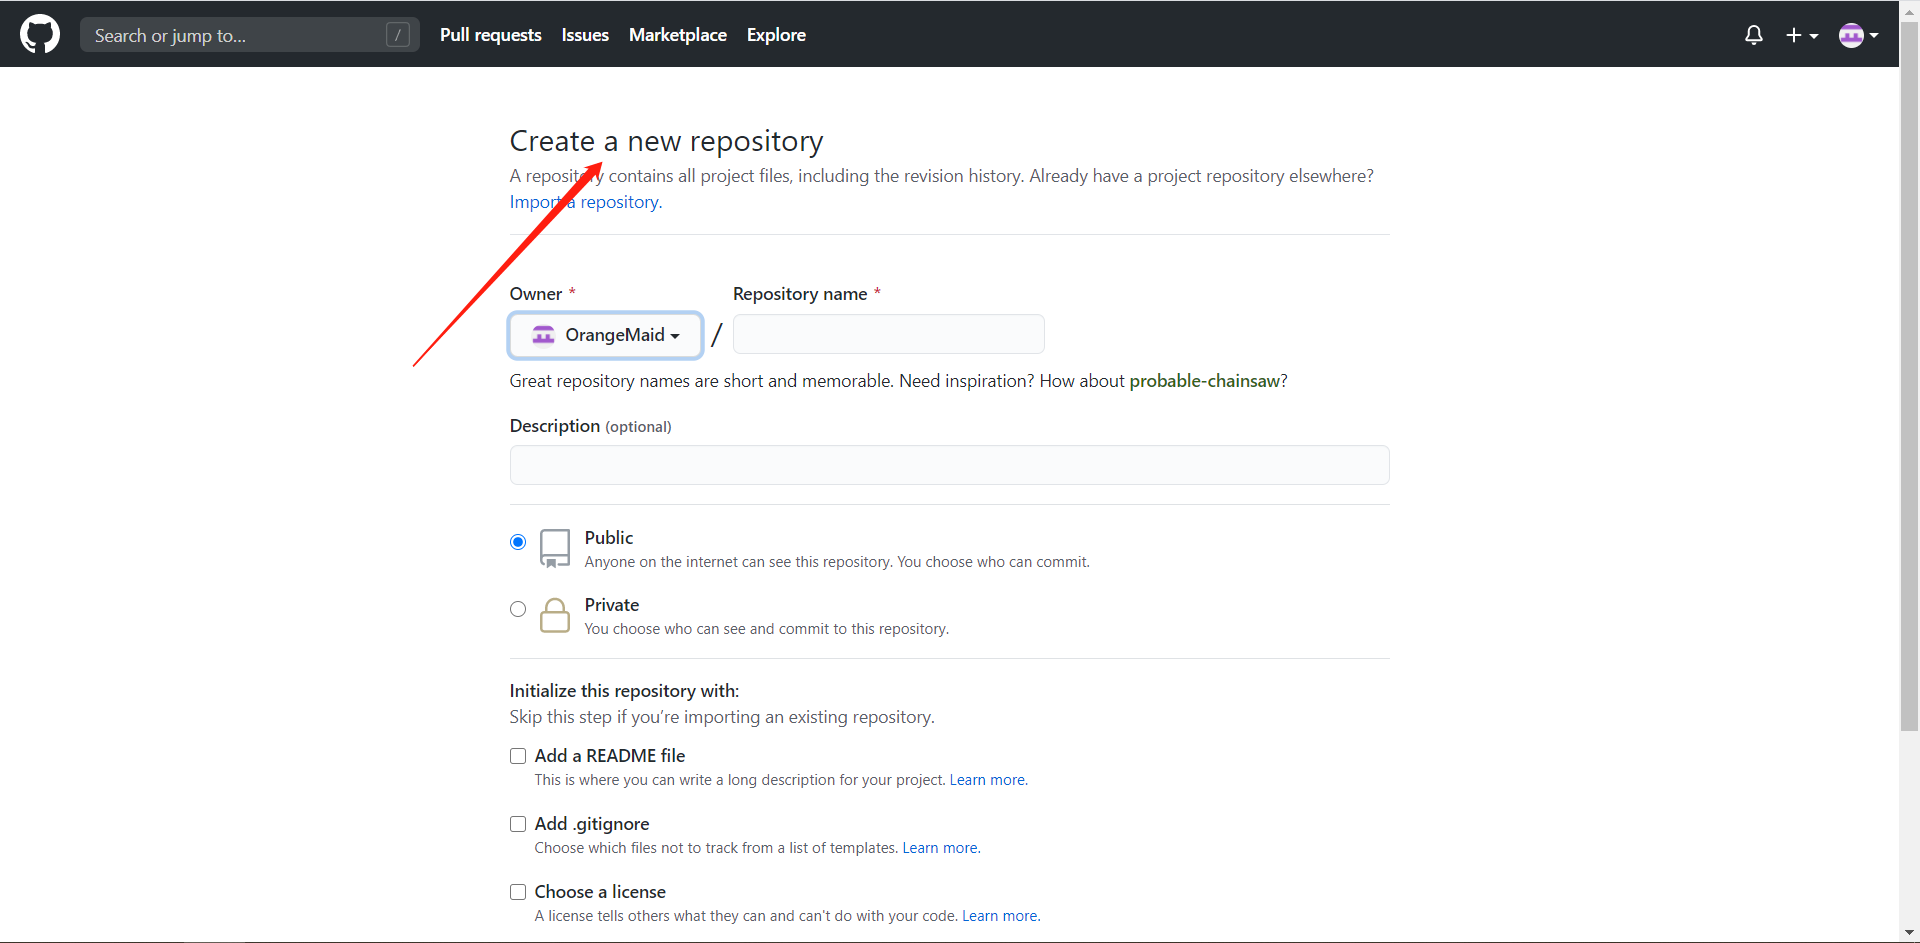 Search or jump to... / Pull requests Issues Marketplace Explore
Create a new repository
A repository contains all project files, including the revision history. Already have a project repository elsewhere?
Import a repository.
Owner * Repository name *
OrangeMaid /
Great repository names are short and memorable. Need inspiration? How about probable-chainsaw?
Description (optional)
Public
Anyone on the internet can see this repository. You choose who can commit.
Private
You choose who can see and commit to this repository.
Initialize this repository with:
Skip this step if you’re importing an existing repository.
Add a README file
This is where you can write a long description for your project. Learn more.
Add .gitignore
Choose which files not to track from a list of templates. Learn more.
Choose a license
A license tells others what they can and can't do with your code. Learn more.